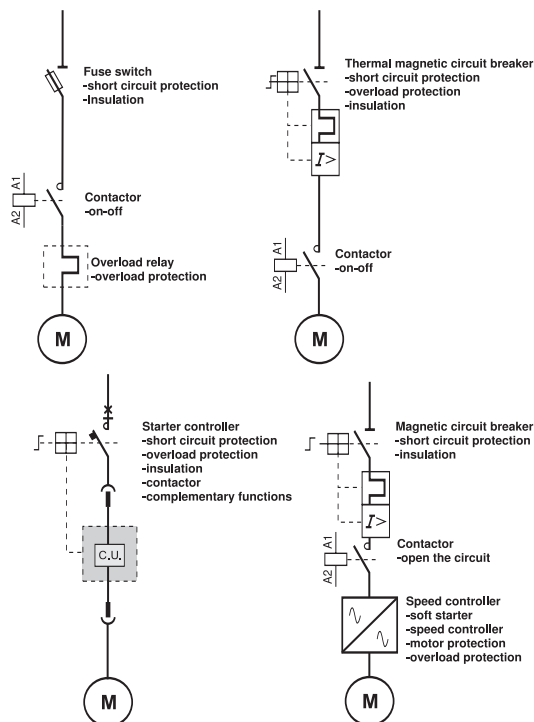 Fuse switch
-short circuit protection
-Insulation
A1
A2
Contactor
-on-off
Overload relay
-overload protection
M
Thermal magnetic circuit breaker
-short circuit protection
-overload protection
-insulation
I>
A1
A2
Contactor
-on-off
M
Starter controller
-short circuit protection
-overload protection
-insulation
-contactor
-complementary functions
C.U.
M
Magnetic circuit breaker
-short circuit protection
-insulation
I>
A1
A2
Contactor
-open the circuit
Speed controller
-soft starter
-speed controller
-motor protection
-overload protection
M